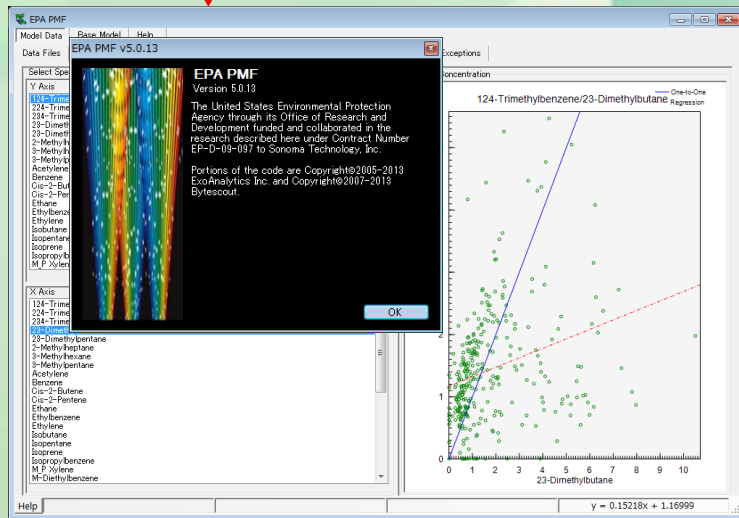 EPA PMF
Model Data Base Model Help
Data Files
Exceptions
EPA PMF v5.0.13
EPA PMF
Version 5.0.13
The United States Environmental Protection
Agency through its Office of Research and
Development funded and collaborated in the
research described here under Contract Number
EP-D-09-097 to Sonoma Technology, Inc.
Portions of the code are Copyright©2005-2013
ExoAnalytics Inc. and Copyright©2007-2013
Bytescout.
OK
Y Axis
124-Trime
224-Trime
234-Trime
23-Dimeth
23-Dimeth
2-Methylh
3-Methylh
3-Methylp
Acetylene
Benzene
Cis-2-But
Cis-2-Pen
Ethane
Ethylbenze
Ethylene
Isobutane
Isopentane
Isoprene
Isopropylb
M_P Xylen
X Axis
124-Trime
224-Trime
234-Trime
23-Dimeth
23-Dimethylpentane
2-Methylheptane
3-Methylhexane
3-Methylpentane
Acetylene
Benzene
Cis-2-Butene
Cis-2-Pentene
Ethane
Ethylbenzene
Ethylene
Isobutane
Isopentane
Isoprene
Isopropylbenzene
M_P Xylene
M-Diethylbenzene
Concentration
124-Trimethylbenzene/23-Dimethylbutane
One-to-One
Regression
2
1
0
0 1 2 3 4 5 6 7 8 9 10
23-Dimethylbutane
Help
y = 0.15218x + 1.16999